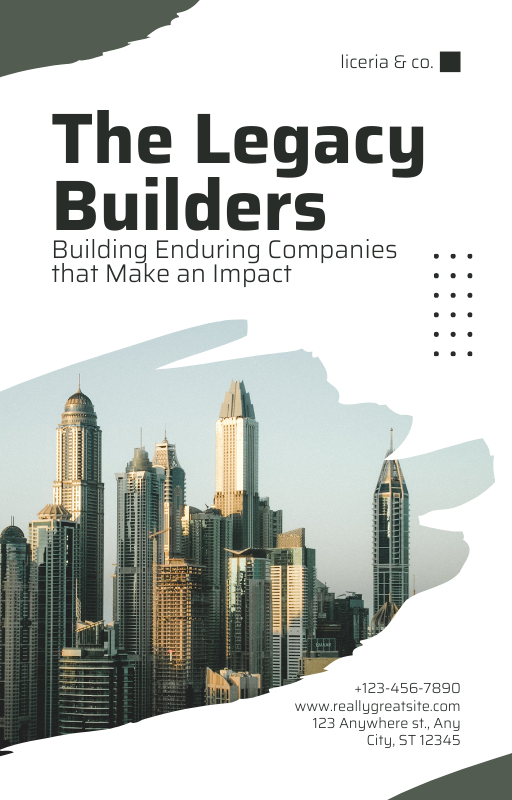 liceria & co.
The Legacy
Builders
Building Enduring Companies
that Make an Impact
+123-456-7890
www.reallygreatsite.com
123 Anywhere st., Any
City, ST 12345